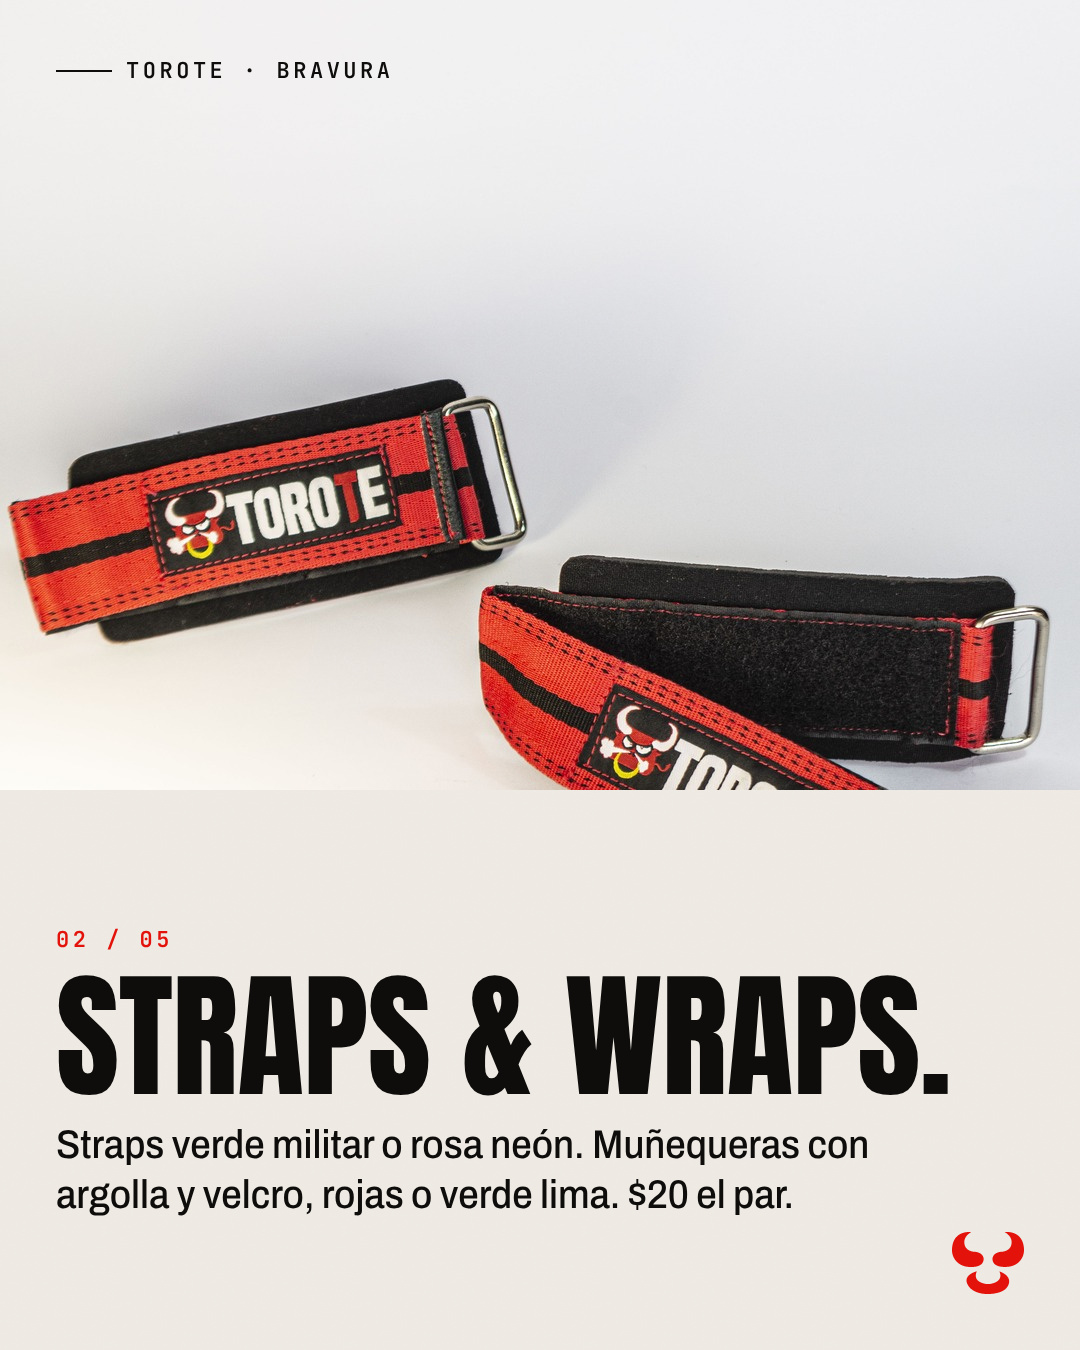 TOROTE · BRAVURA
TOROTE
TORO
02 / 05
STRAPS & WRAPS.
Straps verde militar o rosa neón. Muñequeras con
argolla y velcro, rojas o verde lima. $20 el par.